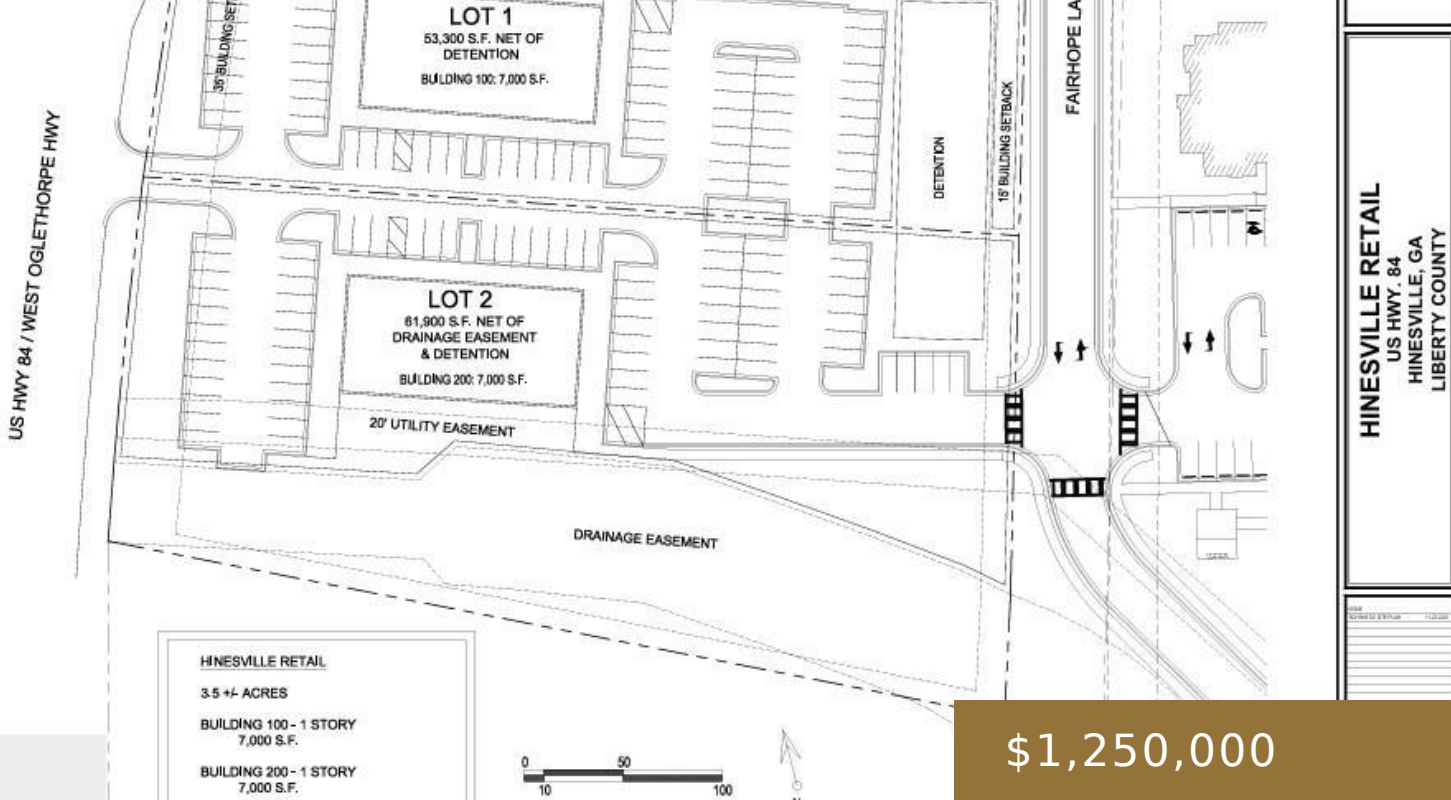 LOT 1
53,300 S.F. NET OF
DETENTION
BUILDING 100: 7,000 S.F.
35' BUILDING SET
US HWY 84 / WEST OGLETHORPE HWY
DETENTION
15' BUILDING SETBACK
FAIRHOPE LA
LOT 2
61,900 S.F. NET OF
DRAINAGE EASEMENT
& DETENTION
BUILDING 200: 7,000 S.F.
20' UTILITY EASEMENT
DRAINAGE EASEMENT
HINESVILLE RETAIL
US HWY. 84
HINESVILLE, GA
LIBERTY COUNTY
HINESVILLE RETAIL
3.5 +/- ACRES
BUILDING 100 - 1 STORY
7,000 S.F.
BUILDING 200 - 1 STORY
7,000 S.F.
0 50
10 100
$1,250,000